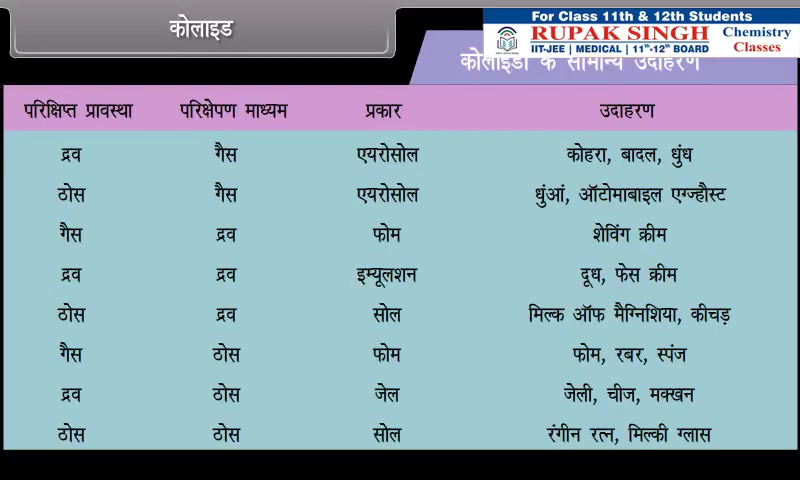 कोलाइड
For Class 11th & 12th Students
RUPAK SINGH
IIT-JEE | MEDICAL | 11th-12th BOARD
Chemistry
Classes
कोलाइडों के सामान्य उदाहरण
परिक्षिप्त प्रावस्था परिक्षेपण माध्यम प्रकार उदाहरण
द्रव गैस एयरोसोल कोहरा, बादल, धुंध
ठोस गैस एयरोसोल धुंआं, ऑटोमाबाइल एग्ज्हौस्ट
गैस द्रव फोम शेविंग क्रीम
द्रव द्रव इम्यूलशन दूध, फेस क्रीम
ठोस द्रव सोल मिल्क ऑफ मैग्निशिया, कीचड़
गैस ठोस फोम फोम, रबर, स्पंज
द्रव ठोस जेल जेली, चीज, मक्खन
ठोस ठोस सोल रंगीन रत्न, मिल्की ग्लास